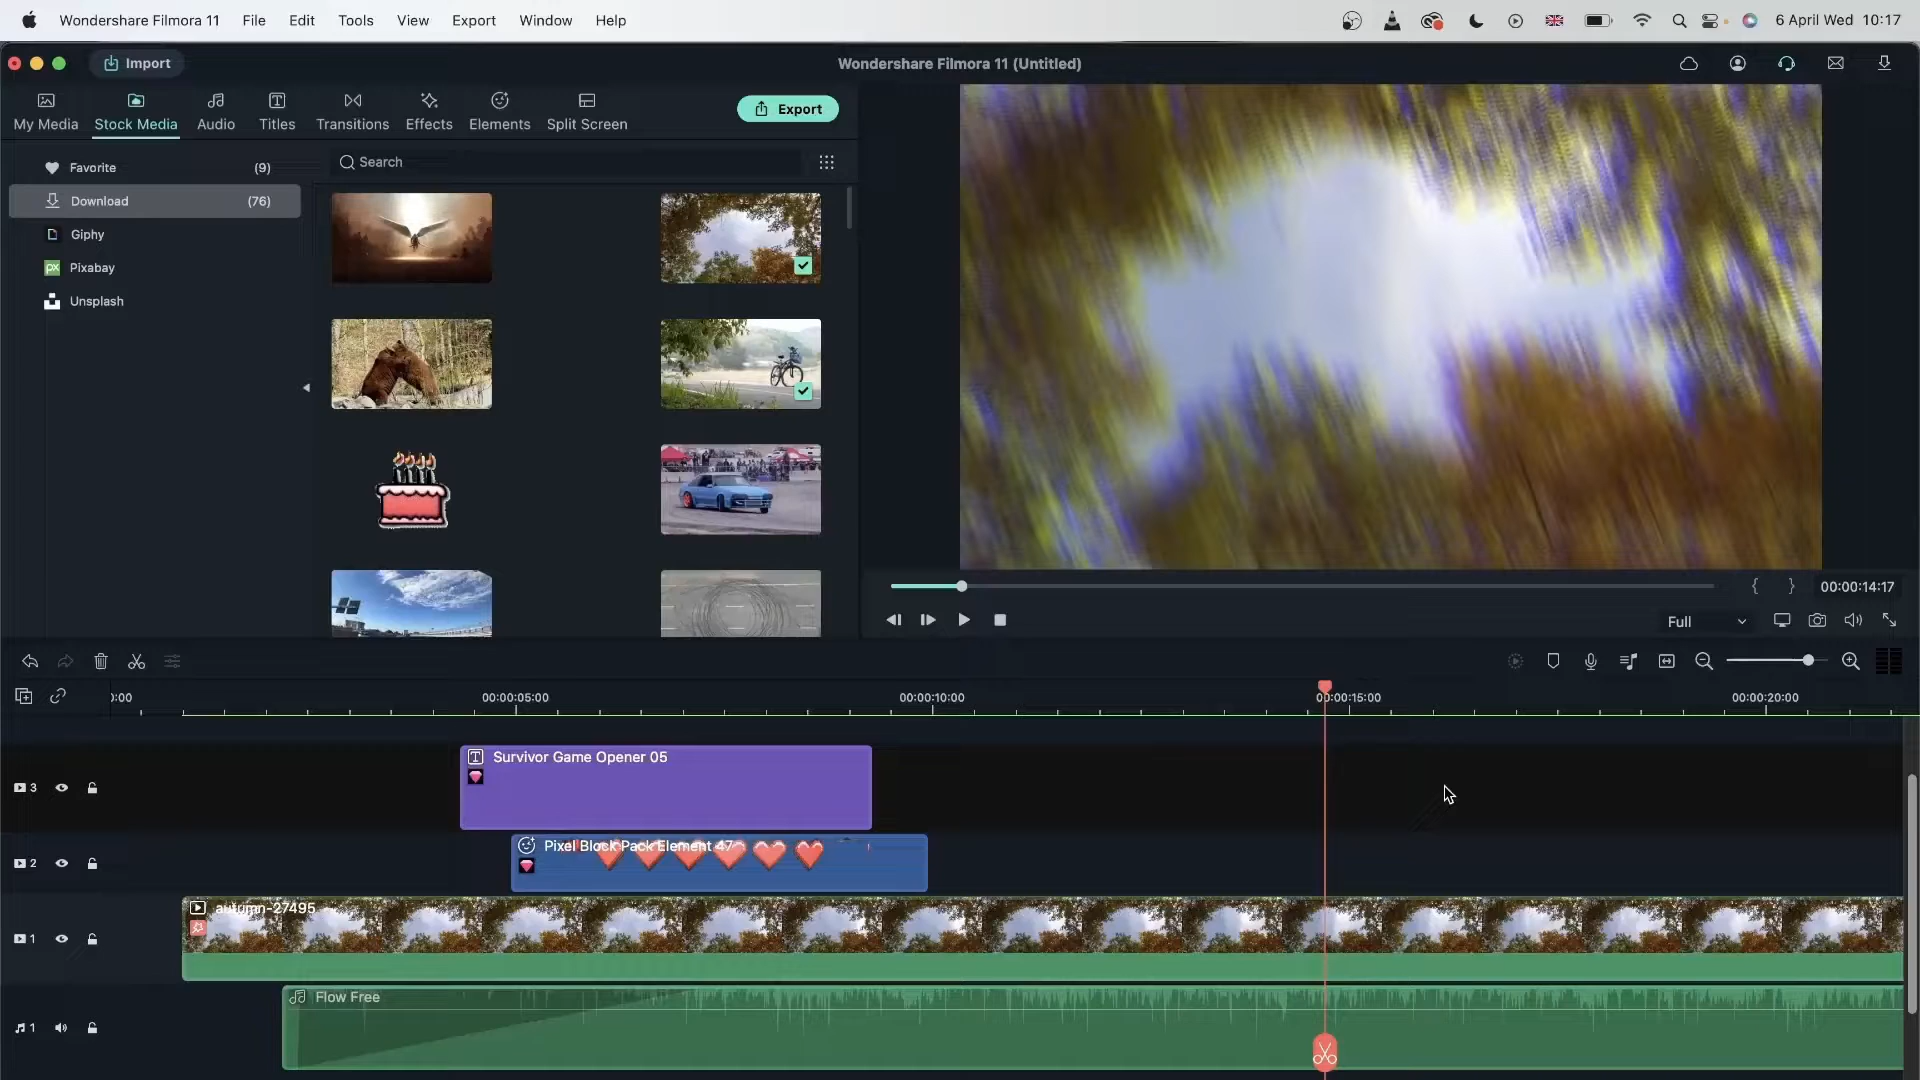 Wondershare Filmora 11 File Edit Tools View Export Window Help 6 April Wed 10:17
Import Wondershare Filmora 11 (Untitled)
My Media Stock Media Audio Titles Transitions Effects Elements Split Screen Export
Favorite (9)
Download (76)
Giphy
Pixabay
Unsplash
Search
00:00:14:17
Full
0:00 00:00:05:00 00:00:10:00 00:00:15:00 00:00:20:00
3 Survivor Game Opener 05
2 Pixel Block Pack Element 47
1 autumn-27495
1 Flow Free